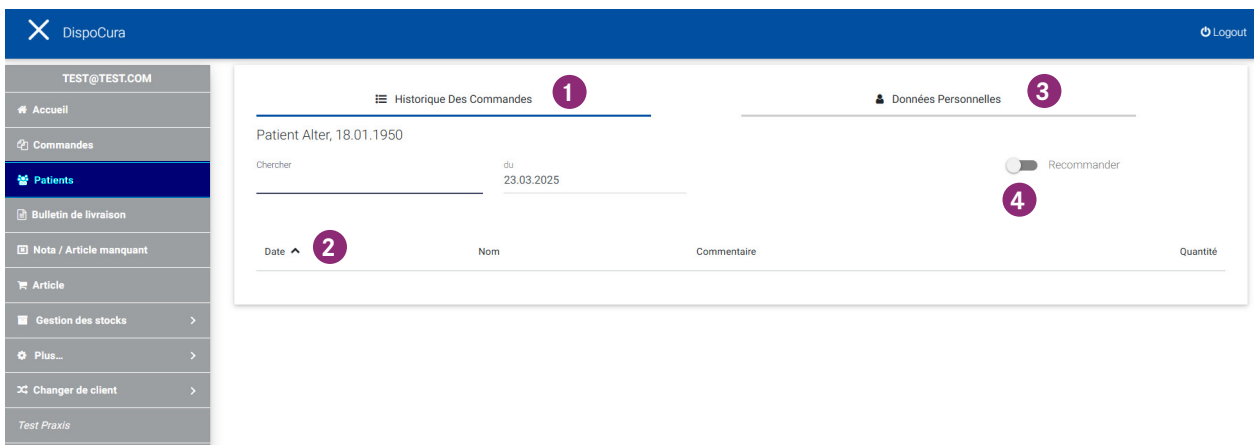 DispoCura
Logout
TEST@TEST.COM
Accueil
Commandes
Patients
Bulletin de livraison
Nota / Article manquant
Article
Gestion des stocks
Plus...
Changer de client
Test Praxis
Historique Des Commandes 1
Données Personnelles 3
Patient Alter, 18.01.1950
Chercher
du
23.03.2025
Recommander
4
Date 2 Nom Commentaire Quantité